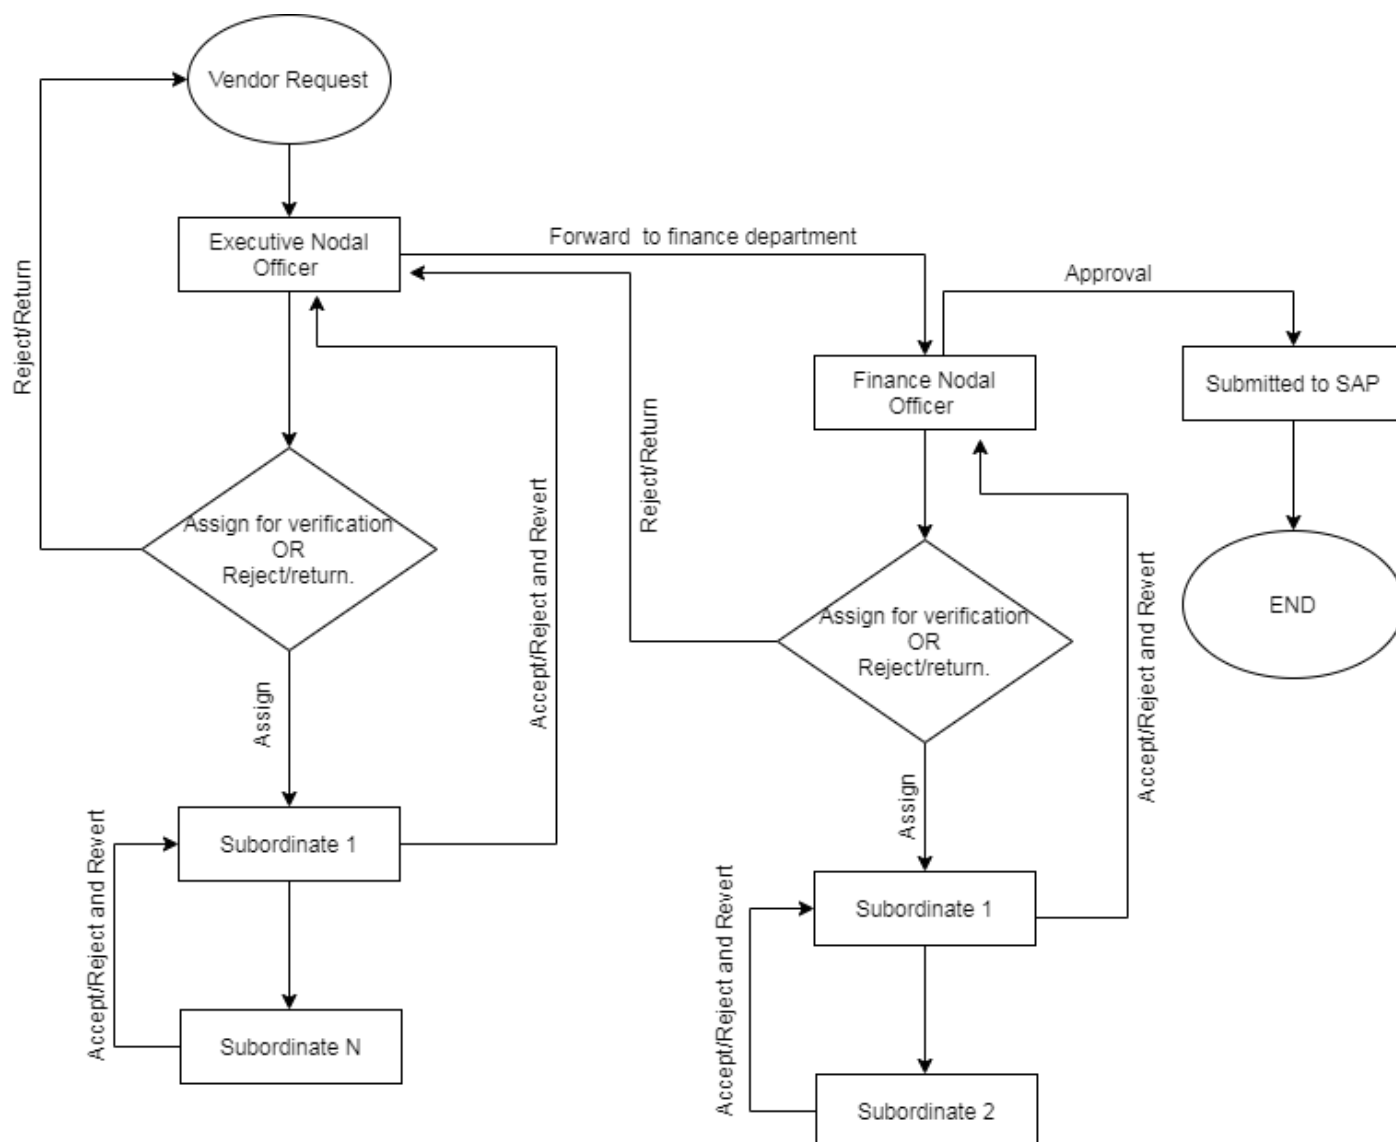 Vendor Request
Executive Nodal
Officer
Forward  to finance department
Approval
Reject/Return
Finance Nodal
Officer
Submitted to SAP
Reject/Return
Assign for verification
OR
Reject/return.
Accept/Reject and Revert
Assign for verification
OR
Reject/return.
Accept/Reject and Revert
END
Assign
Assign
Subordinate 1
Accept/Reject and Revert
Subordinate 1
Accept/Reject and Revert
Subordinate N
Subordinate 2